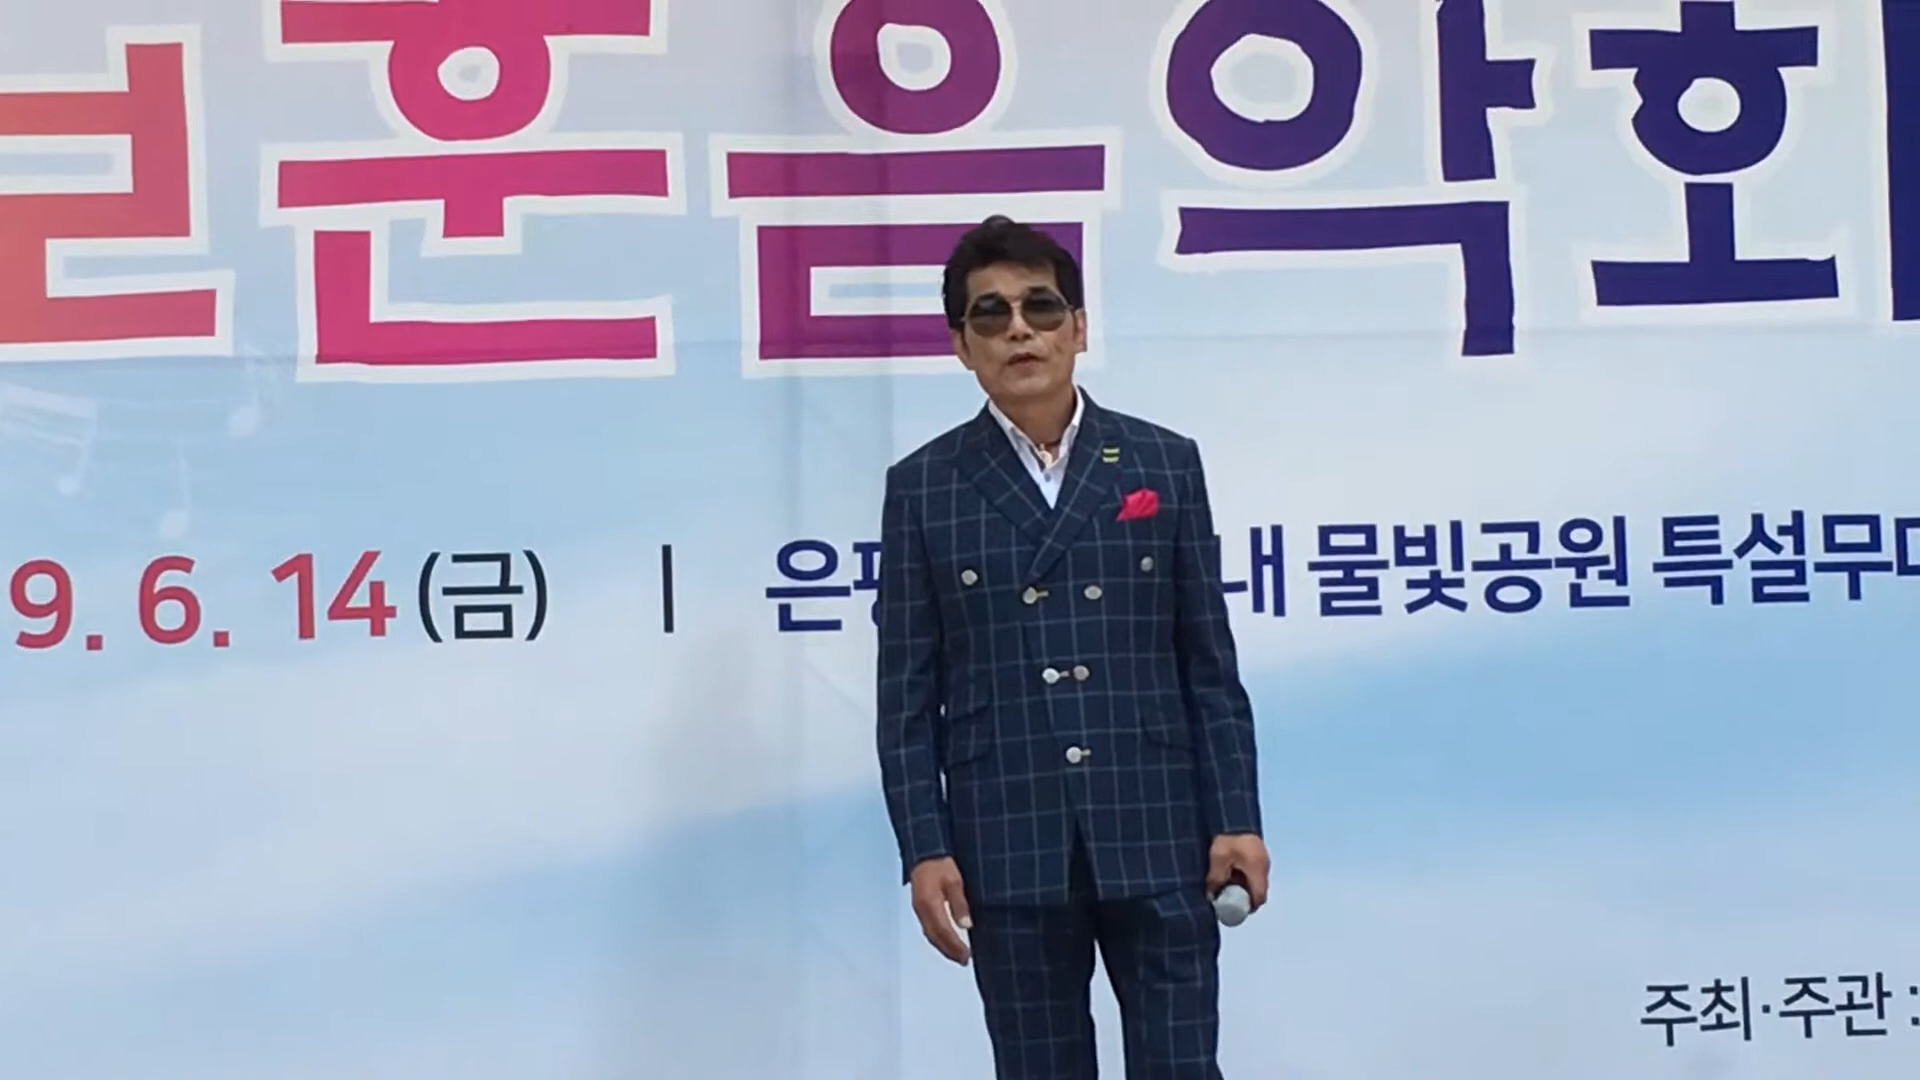 보훈음악회
9. 6. 14(금) | 은평 내 물빛공원 특설무대
주최·주관 :